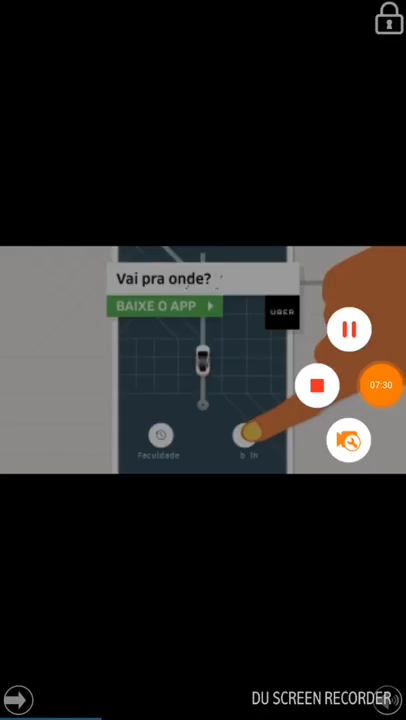 Vai pra onde?
BAIXE O APP
UBER
07:30
Faculdade
DU SCREEN RECORDER